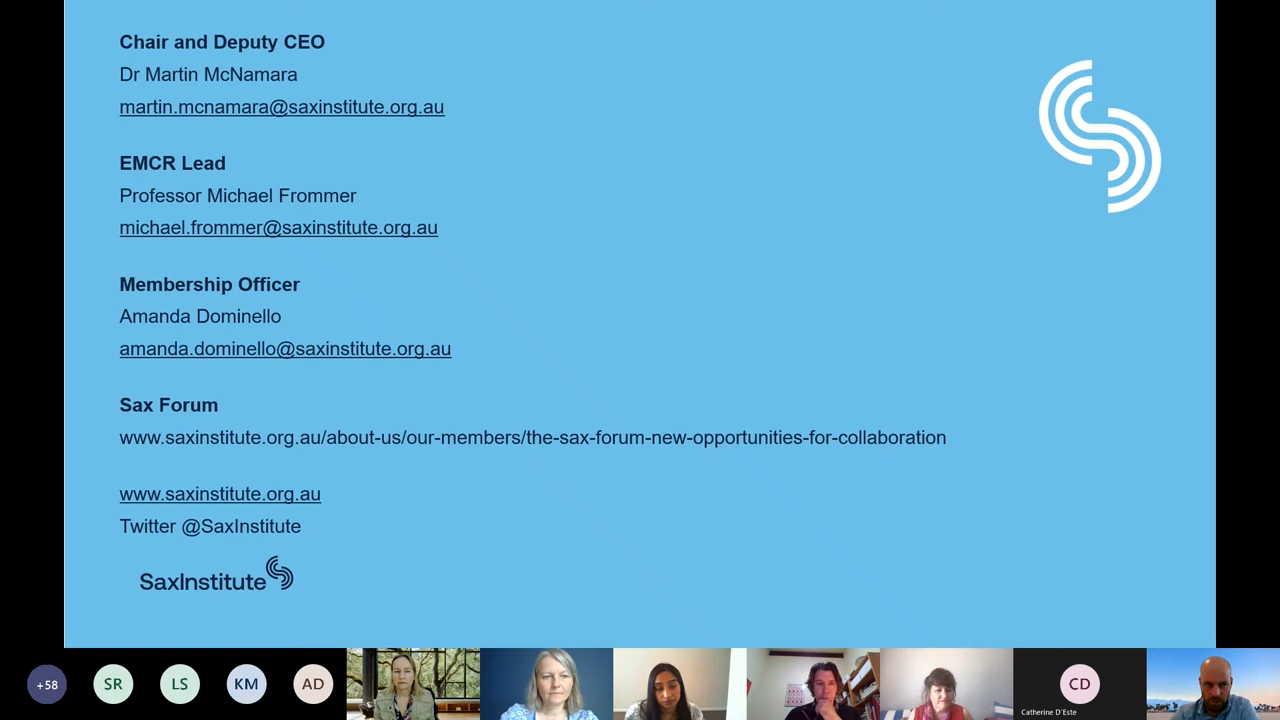 Chair and Deputy CEO
Dr Martin McNamara
martin.mcnamara@saxinstitute.org.au
EMCR Lead
Professor Michael Frommer
michael.frommer@saxinstitute.org.au
Membership Officer
Amanda Dominello
amanda.dominello@saxinstitute.org.au
Sax Forum
www.saxinstitute.org.au/about-us/our-members/the-sax-forum-new-opportunities-for-collaboration
www.saxinstitute.org.au
Twitter @SaxInstitute
SaxInstitute
+58
SR
LS
KM
AD
CD
Catherine D'Este